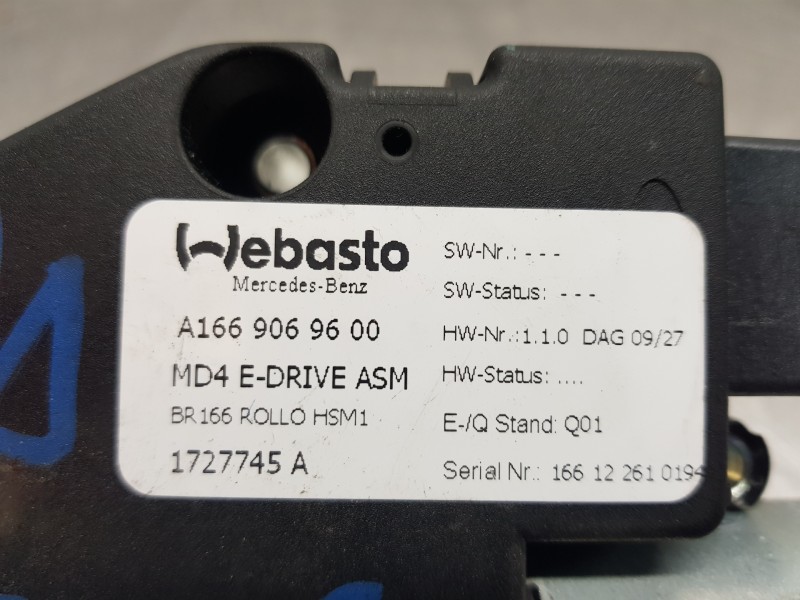 Webasto
Mercedes-Benz
A166 906 96 00
MD4 E-DRIVE ASM
BR166 ROLLO HSM1
1727745 A
SW-Nr.: - - -
SW-Status: - - -
HW-Nr.:1.1.0 DAG 09/27
HW-Status: ....
E-/Q Stand: Q01
Serial Nr.: 166 12 261 0194